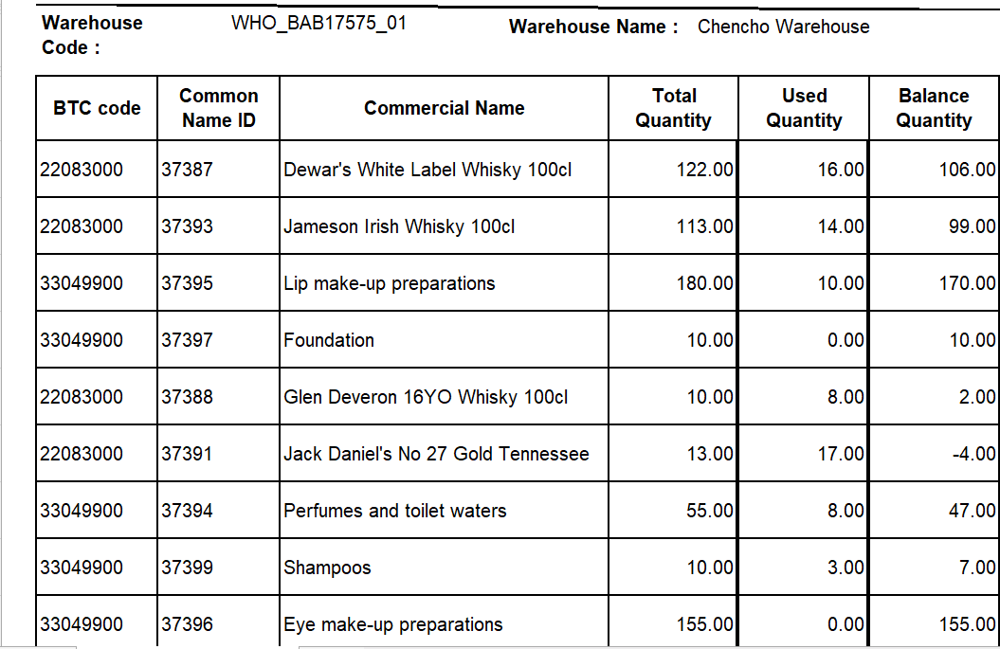 Warehouse Code : WHO_BAB17575_01 Warehouse Name : Chencho Warehouse
BTC code Common Name ID Commercial Name Total Quantity Used Quantity Balance Quantity
22083000 37387 Dewar's White Label Whisky 100cl 122.00 16.00 106.00
22083000 37393 Jameson Irish Whisky 100cl 113.00 14.00 99.00
33049900 37395 Lip make-up preparations 180.00 10.00 170.00
33049900 37397 Foundation 10.00 0.00 10.00
22083000 37388 Glen Deveron 16YO Whisky 100cl 10.00 8.00 2.00
22083000 37391 Jack Daniel's No 27 Gold Tennessee 13.00 17.00 -4.00
33049900 37394 Perfumes and toilet waters 55.00 8.00 47.00
33049900 37399 Shampoos 10.00 3.00 7.00
33049900 37396 Eye make-up preparations 155.00 0.00 155.00